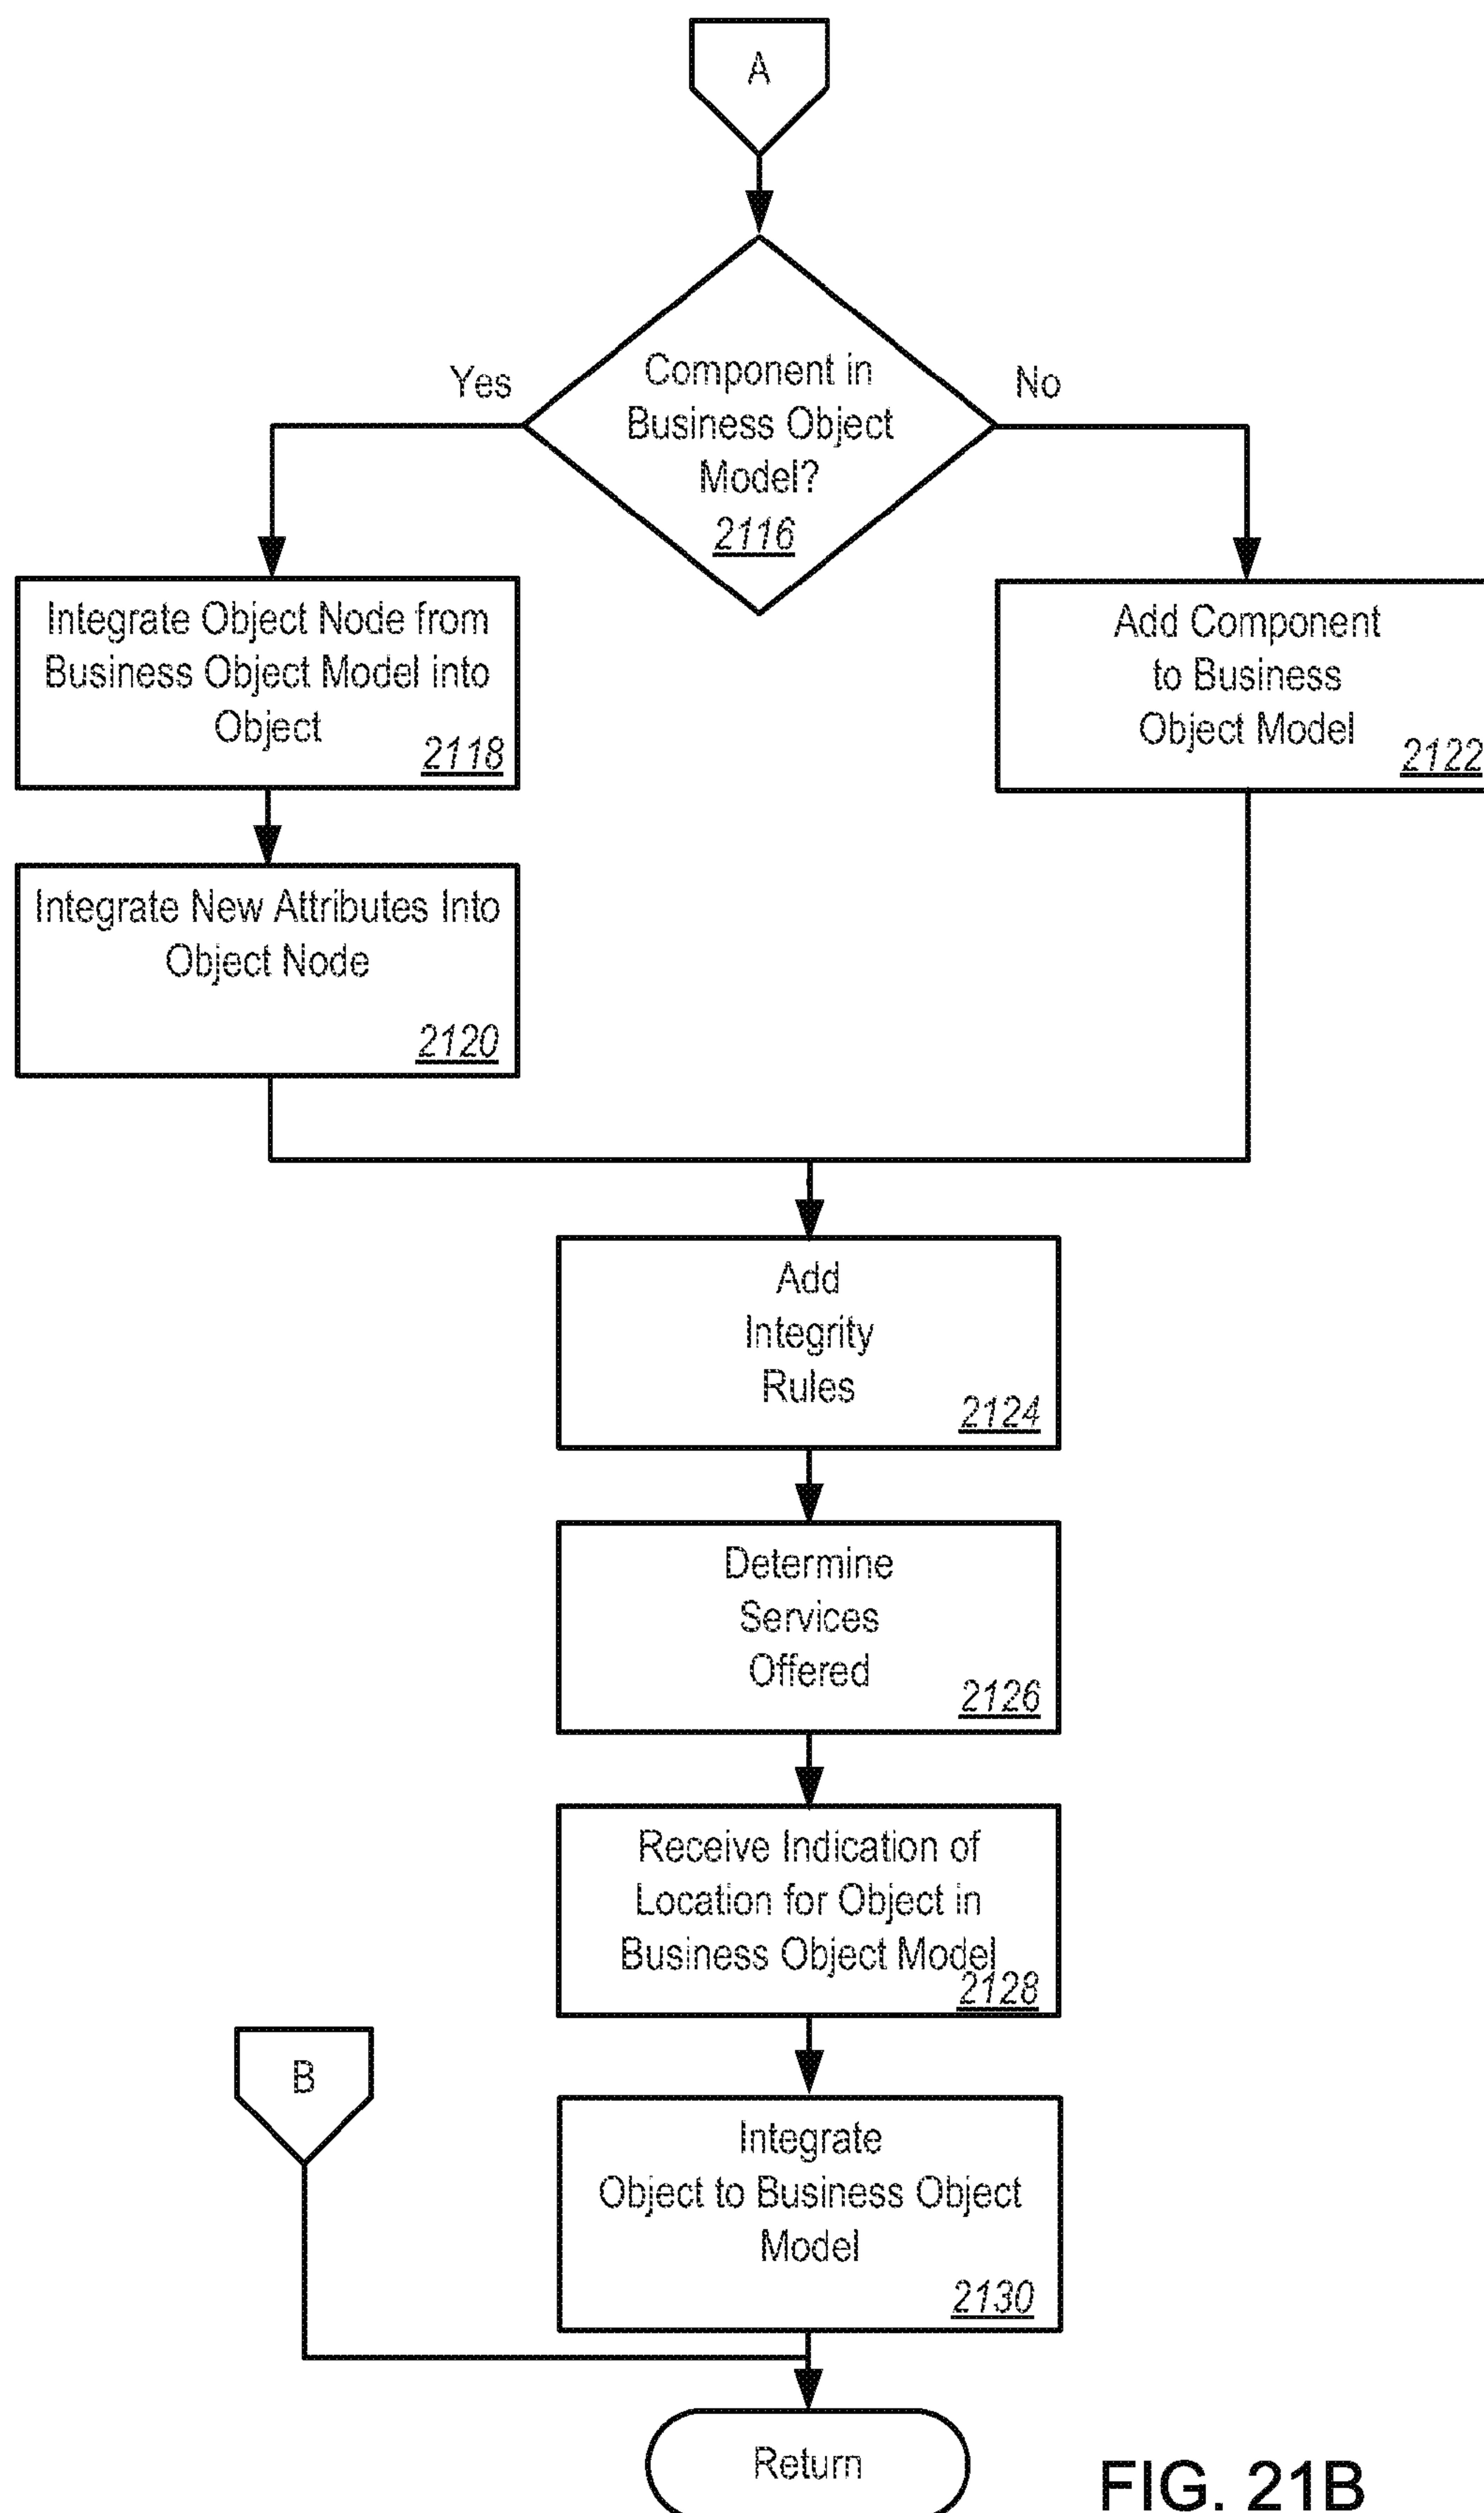 A
Yes
No
Component in
Business Object
Model?
2116
Integrate Object Node from
Business Object Model into
Object
2118
Add Component
to Business
Object Model
2122
Integrate New Attributes Into
Object Node
2120
Add
Integrity
Rules
2124
Determine
Services
Offered
2126
Receive Indication of
Location for Object in
Business Object Model
2128
B
Integrate
Object to Business Object
Model
2130
Return
FIG. 21B